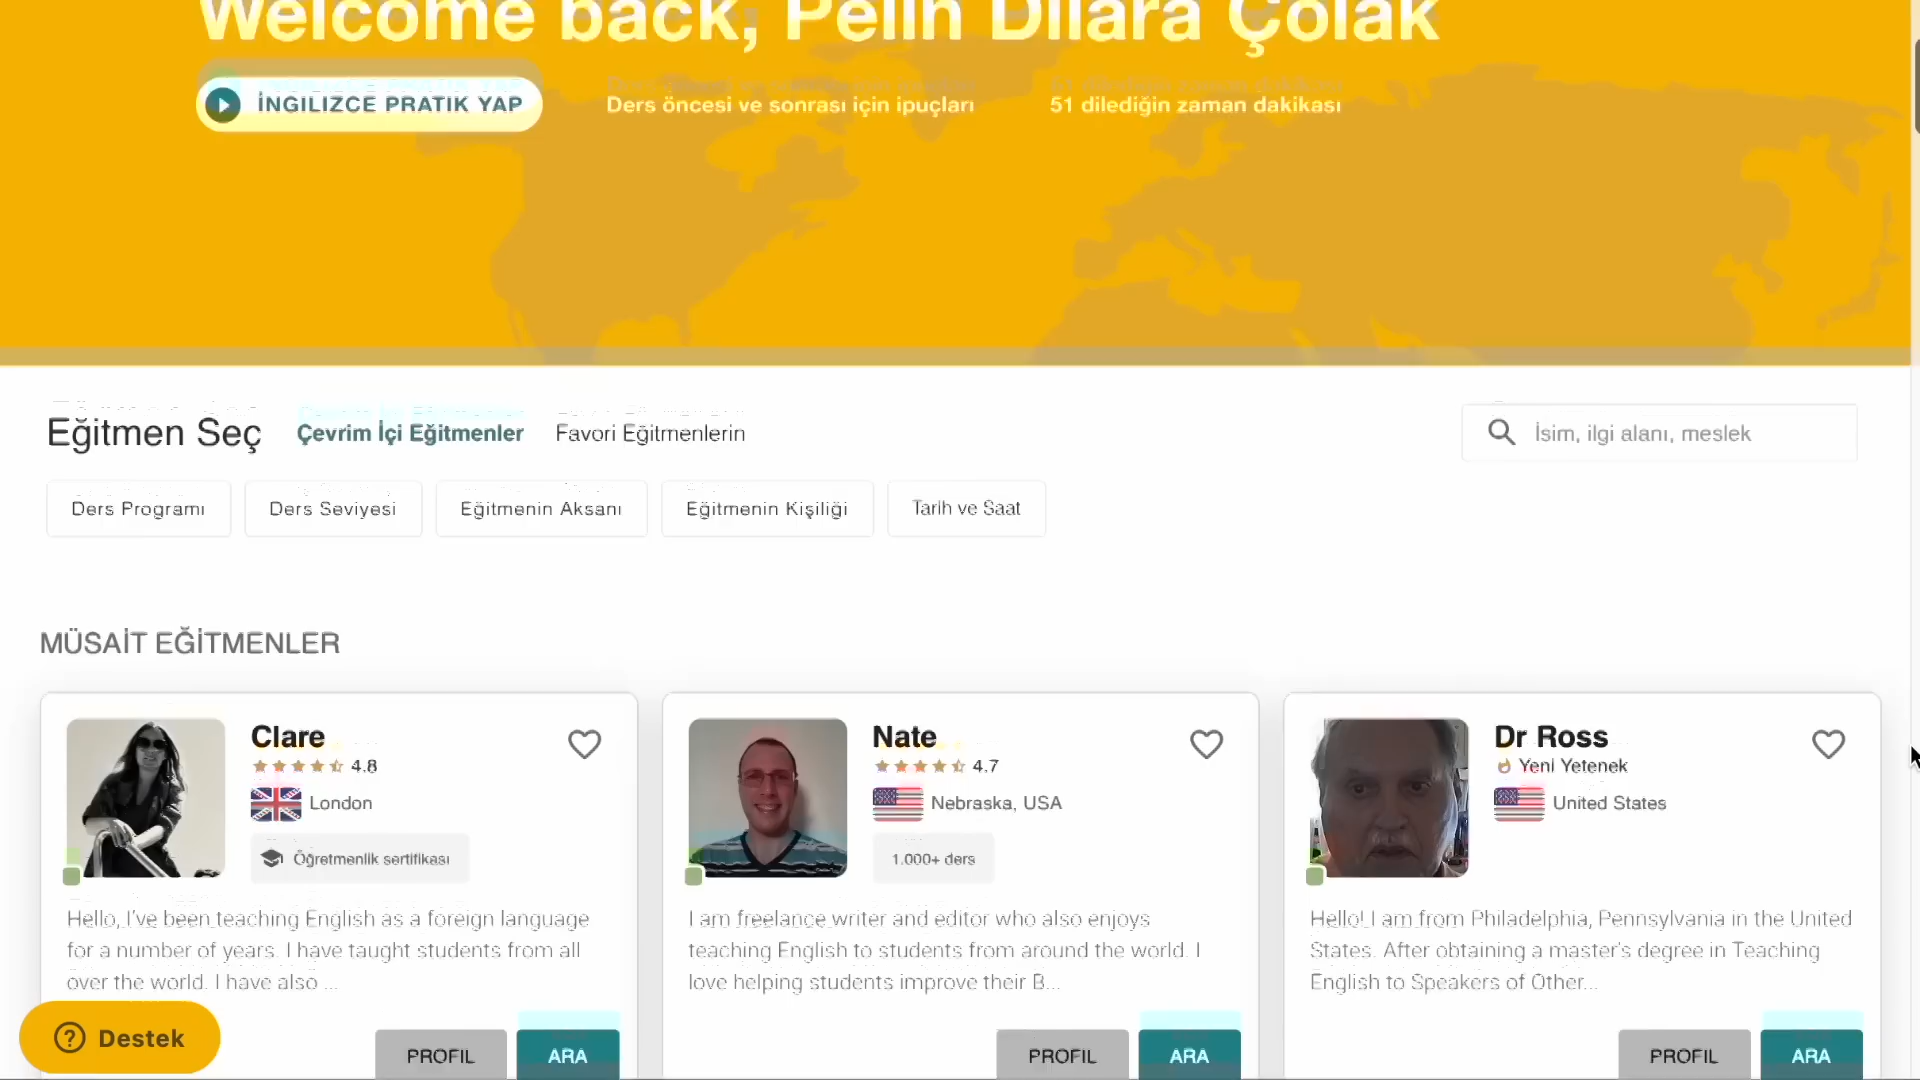 Welcome back, Pelin Dilara Çolak
İNGILIZCE PRATIK YAP
Ders öncesi ve sonrası için ipuçları
51 dilediğin zaman dakikası
Eğitmen Seç
Çevrim İçi Eğitmenler
Favori Eğitmenlerin
İsim, ilgi alanı, meslek
Ders Programı
Ders Seviyesi
Eğitmenin Aksanı
Eğitmenin Kişiliği
Tarih ve Saat
MÜSAİT EĞİTMENLER
Clare
4.8
London
Öğretmenlik sertifikası
Hello, I've been teaching English as a foreign language
for a number of years. I have taught students from all
over the world. I have also ...
PROFIL
ARA
Nate
4.7
Nebraska, USA
1.000+ ders
I am freelance writer and editor who also enjoys
teaching English to students from around the world. I
love helping students improve their B...
PROFIL
ARA
Dr Ross
Yeni Yetenek
United States
Hello! I am from Philadelphia, Pennsylvania in the United
States. After obtaining a master's degree in Teaching
English to Speakers of Other...
PROFIL
ARA
Destek